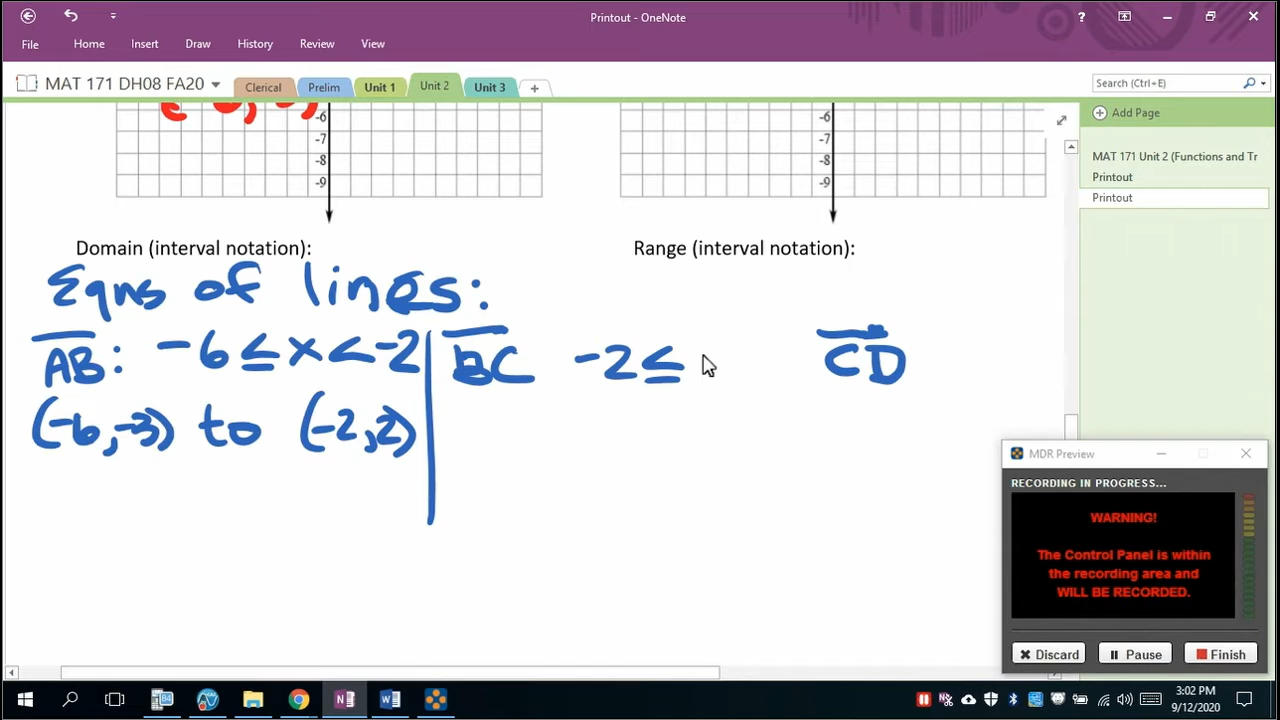 Printout - OneNote
?
File Home Insert Draw History Review View
MAT 171 DH08 FA20
Clerical Prelim Unit 1 Unit 2 Unit 3
Search (Ctrl+E)
Add Page
MAT 171 Unit 2 (Functions and Tr
Printout
Printout
-6 -6
-7 -7
-8 -8
-9 -9
Domain (interval notation): Range (interval notation):
Eqns of lines:
AB: -6 ≤ x < -2 BC -2 ≤ CD
(-6,-3) to (-2,2)
MDR Preview
RECORDING IN PROGRESS...
WARNING!
The Control Panel is within
the recording area and
WILL BE RECORDED.
Discard Pause Finish
3:02 PM
9/12/2020